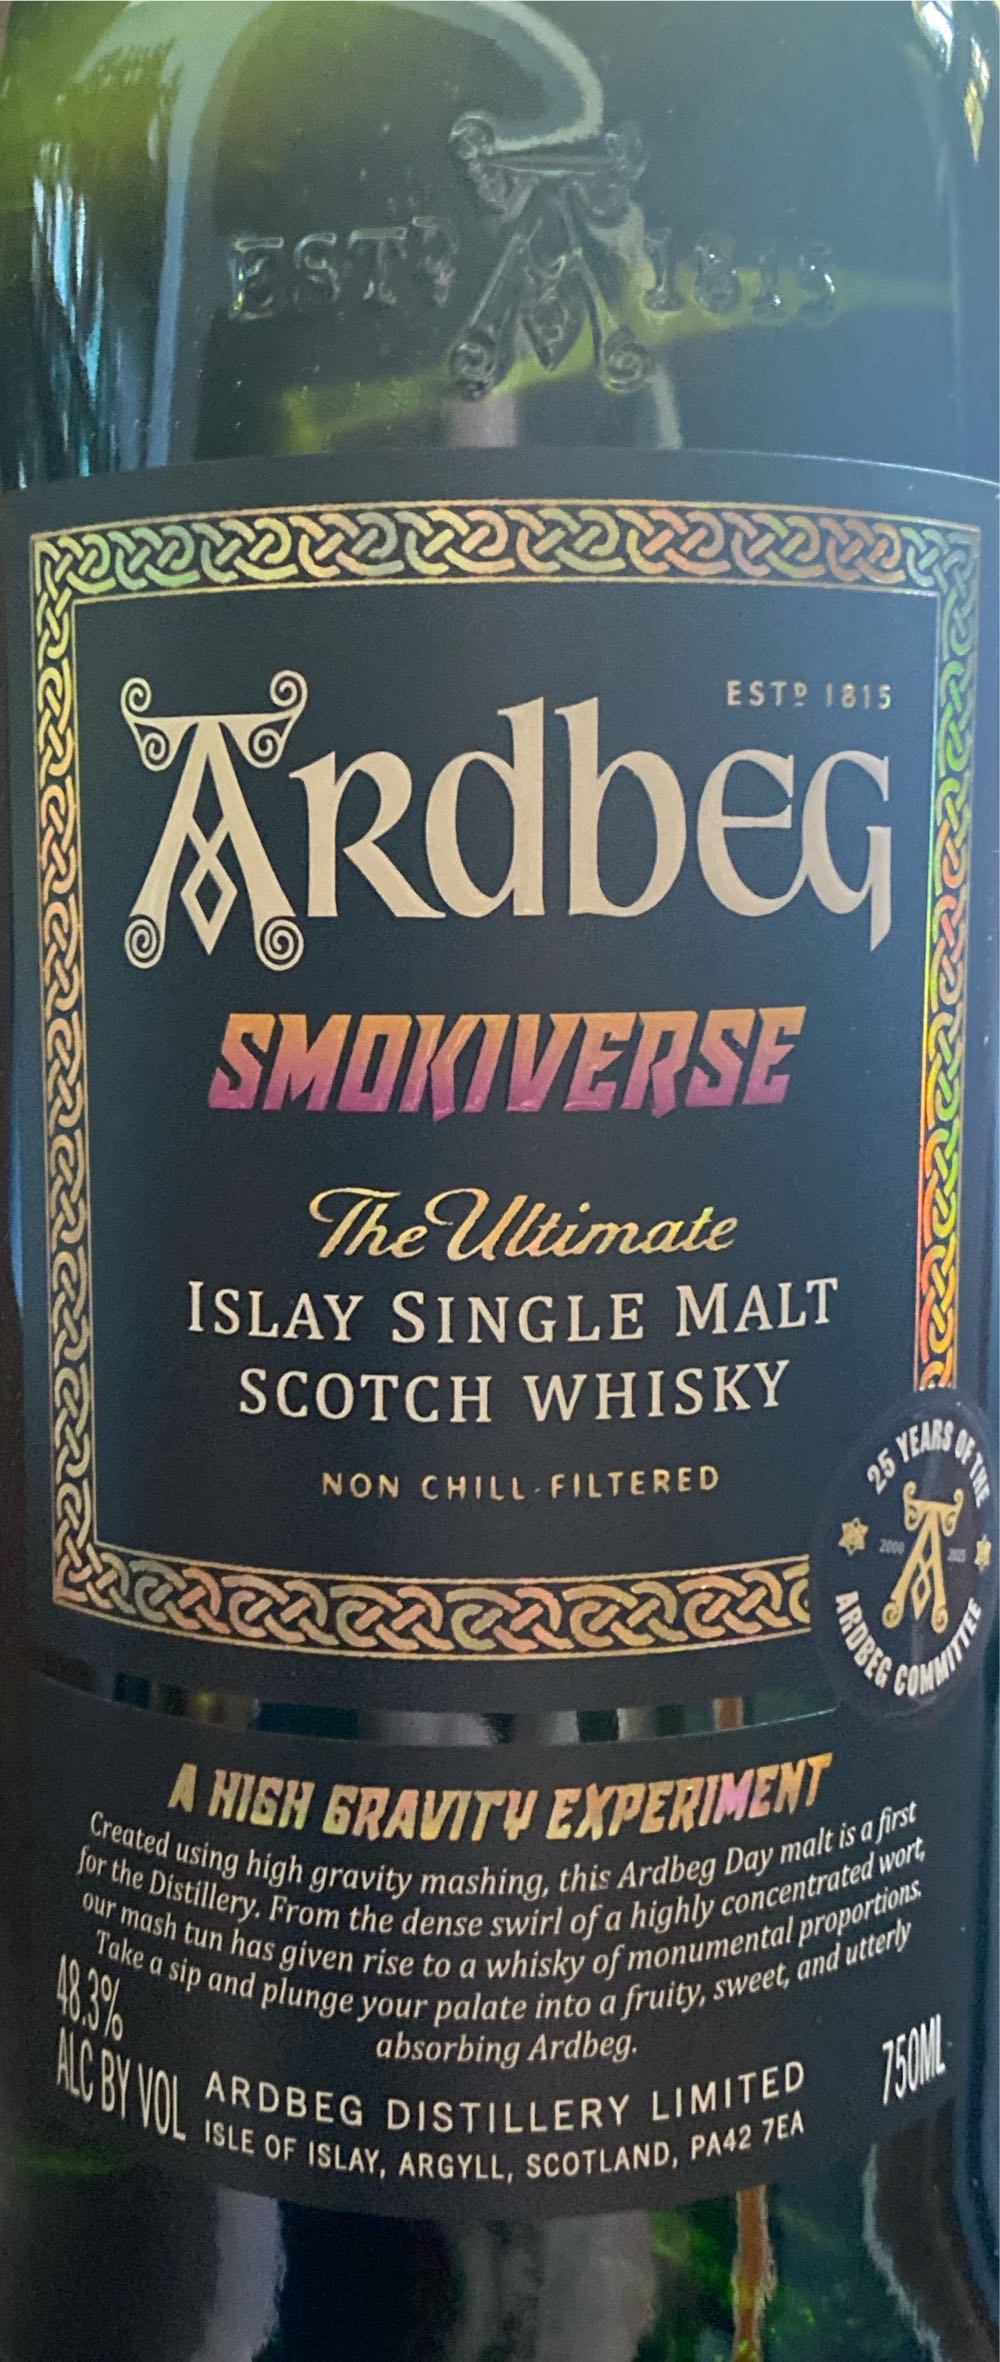 ESTD 1815
ESTD 1815
ARDBEG
SMOKIVERSE
The Ultimate
ISLAY SINGLE MALT
SCOTCH WHISKY
NON CHILL-FILTERED
25 YEARS OF THE
2000 2025
ARDBEG COMMITTEE
A HIGH GRAVITY EXPERIMENT
Created using high gravity mashing, this Ardbeg Day malt is a first
for the Distillery. From the dense swirl of a highly concentrated wort,
our mash tun has given rise to a whisky of monumental proportions.
Take a sip and plunge your palate into a fruity, sweet, and utterly
absorbing Ardbeg.
48.3%
ALC BY VOL
750ML
ARDBEG DISTILLERY LIMITED
ISLE OF ISLAY, ARGYLL, SCOTLAND, PA42 7EA